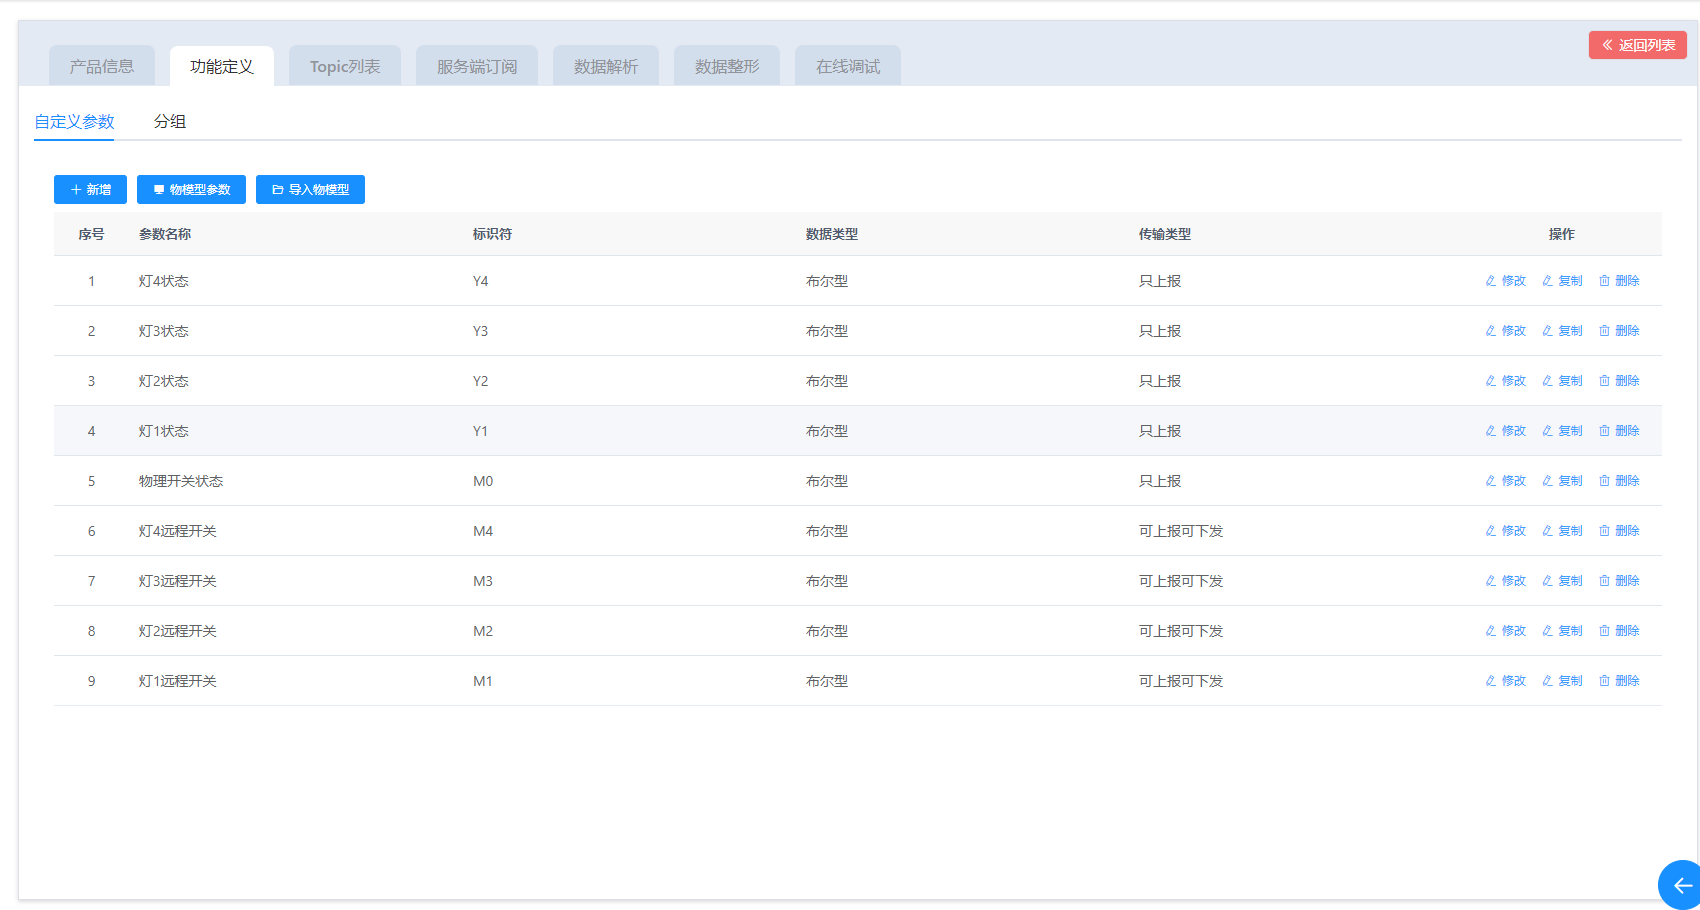 返回列表
产品信息 功能定义 Topic列表 服务端订阅 数据解析 数据整形 在线调试
自定义参数 分组
新增 物模型参数 导入物模型
序号 参数名称 标识符 数据类型 传输类型 操作
1 灯4状态 Y4 布尔型 只上报 修改 复制 删除
2 灯3状态 Y3 布尔型 只上报 修改 复制 删除
3 灯2状态 Y2 布尔型 只上报 修改 复制 删除
4 灯1状态 Y1 布尔型 只上报 修改 复制 删除
5 物理开关状态 M0 布尔型 只上报 修改 复制 删除
6 灯4远程开关 M4 布尔型 可上报可下发 修改 复制 删除
7 灯3远程开关 M3 布尔型 可上报可下发 修改 复制 删除
8 灯2远程开关 M2 布尔型 可上报可下发 修改 复制 删除
9 灯1远程开关 M1 布尔型 可上报可下发 修改 复制 删除